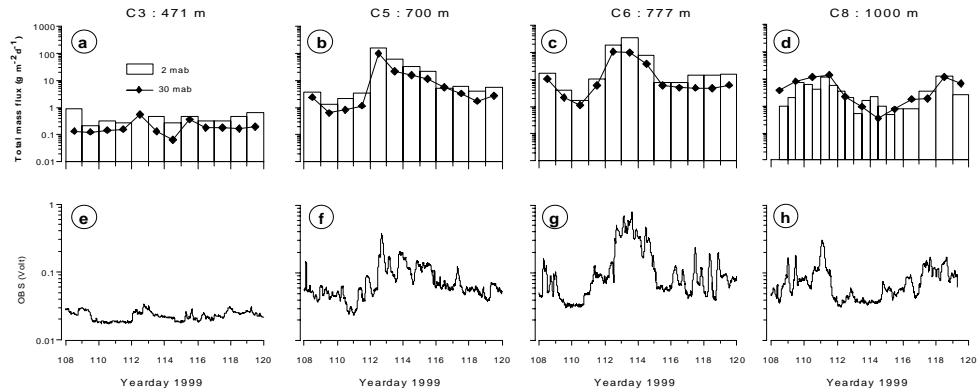 C3 : 471 m
C5 : 700 m
C6 : 777 m
C8 : 1000 m
Total mass flux (g m⁻² d⁻¹)
1000
100
10
1
0.1
0.01
a
2 mab
30 mab
b
c
d
OBS (Volt)
1
0.1
0.01
e
f
g
h
108 110 112 114 116 118 120
108 110 112 114 116 118 120
108 110 112 114 116 118 120
108 110 112 114 116 118 120
Yearday 1999
Yearday 1999
Yearday 1999
Yearday 1999